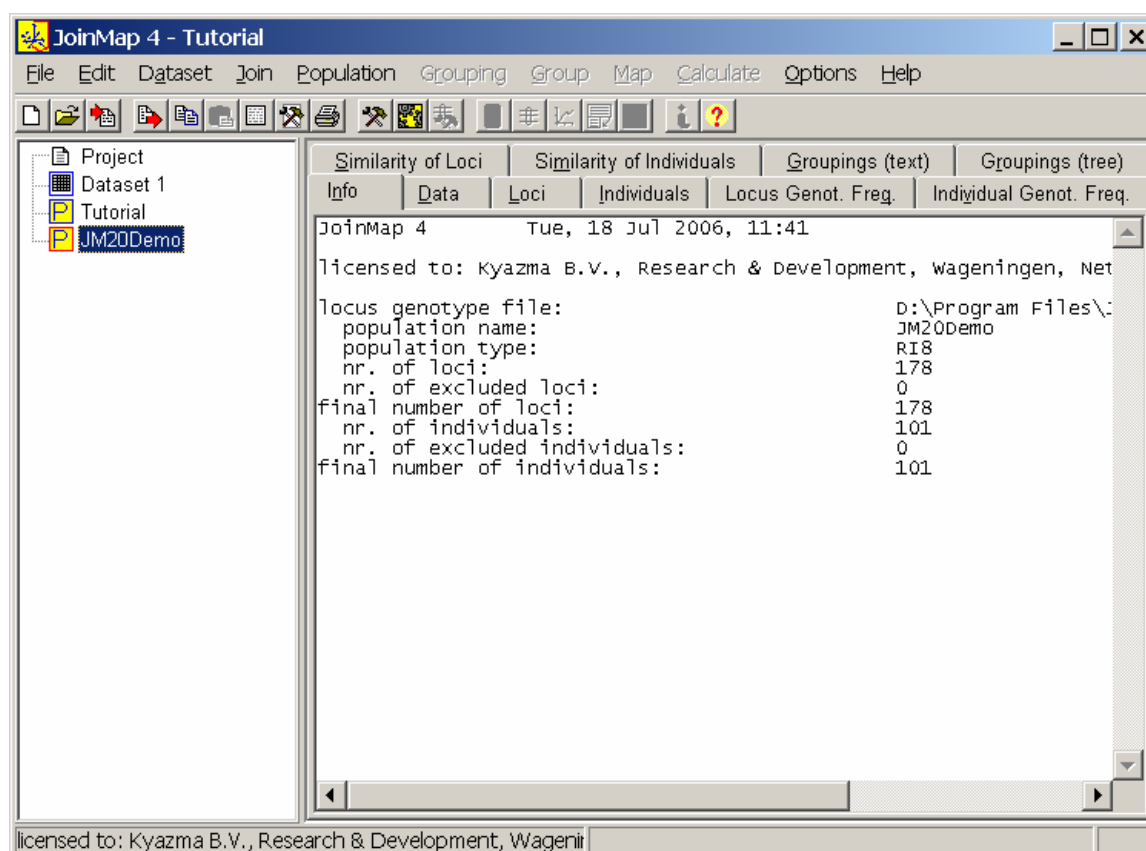 JoinMap 4 - Tutorial
File Edit Dataset Join Population Grouping Group Map Calculate Options Help
Project
Dataset 1
Tutorial
JM20Demo
Similarity of Loci Similarity of Individuals Groupings (text) Groupings (tree)
Info Data Loci Individuals Locus Genot. Freq. Individual Genot. Freq.
JoinMap 4 Tue, 18 Jul 2006, 11:41
licensed to: Kyazma B.V., Research & Development, Wageningen, Net
locus genotype file: D:\Program Files\J
population name: JM20Demo
population type: RI8
nr. of loci: 178
nr. of excluded loci: 0
final number of loci: 178
nr. of individuals: 101
nr. of excluded individuals: 0
final number of individuals: 101
licensed to: Kyazma B.V., Research & Development, Wagenin